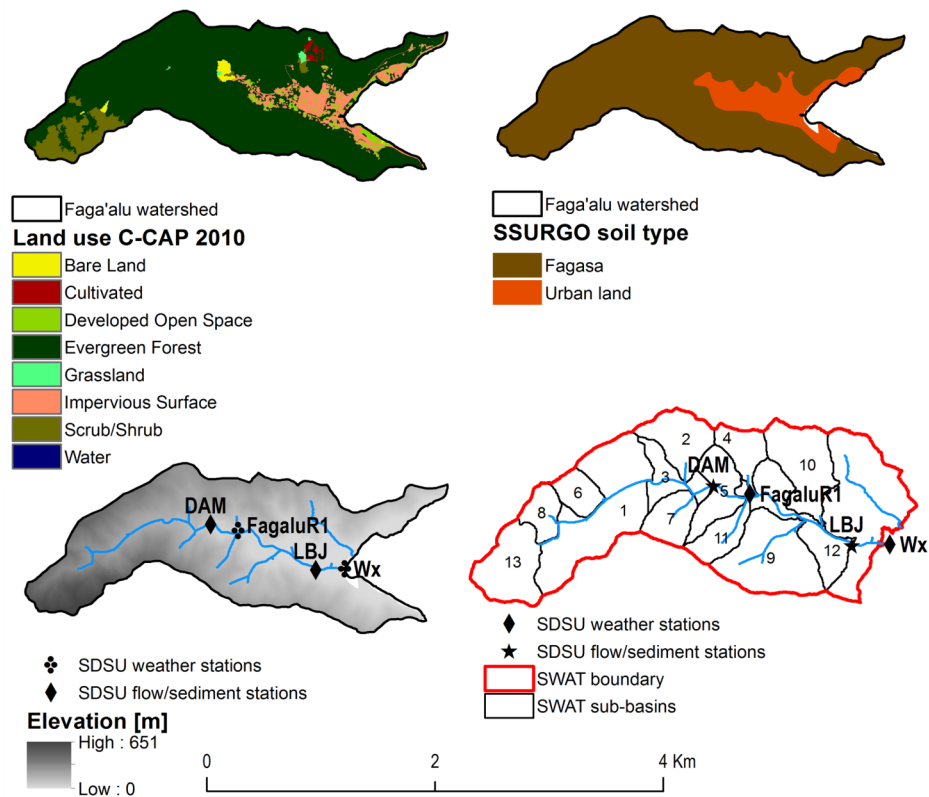 Faga'alu watershed
Land use C-CAP 2010
Bare Land
Cultivated
Developed Open Space
Evergreen Forest
Grassland
Impervious Surface
Scrub/Shrub
Water
Faga'alu watershed
SSURGO soil type
Fagasa
Urban land
DAM
FagaluR1
LBJ
Wx
SDSU weather stations
SDSU flow/sediment stations
Elevation [m]
High : 651
Low : 0
2
4
DAM
10
3
5
FagaluR1
6
8
1
7
LBJ
11
Wx
13
9
12
SDSU weather stations
SDSU flow/sediment stations
SWAT boundary
SWAT sub-basins
0 2 4 Km